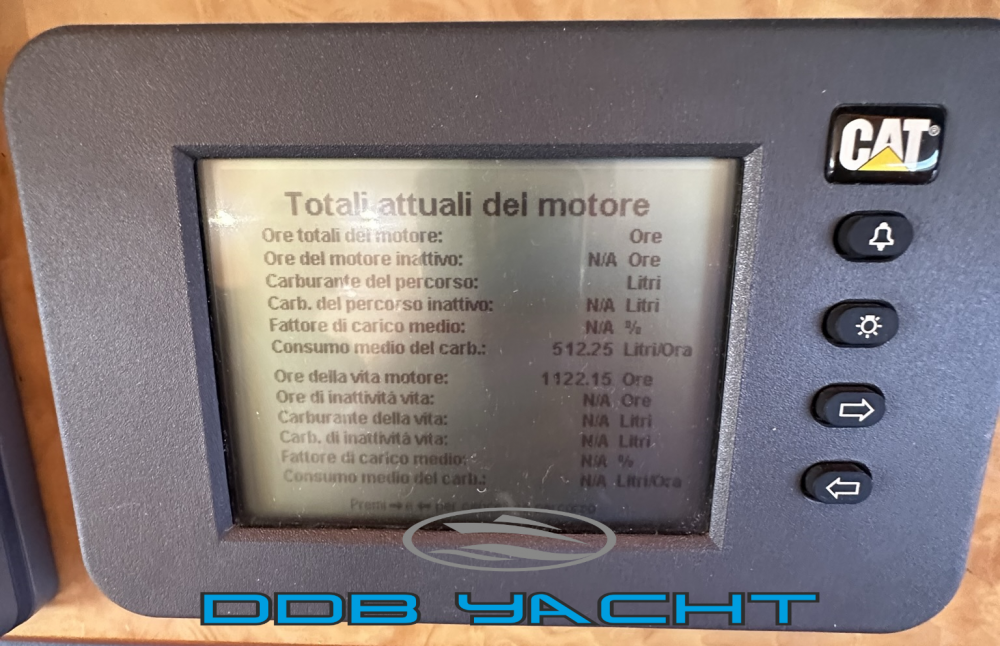 CAT®
Totali attuali del motore
Ore totali del motore: Ore
Ore del motore inattivo: N/A Ore
Carburante del percorso: Litri
Carb. del percorso inattivo: N/A Litri
Fattore di carico medio: N/A %
Consumo medio del carb.: 512.25 Litri/Ora
Ore della vita motore: 1122.15 Ore
Ore di inattività vita: N/A Ore
Carburante della vita: N/A Litri
Carb. di inattività vita: N/A Litri
Fattore di carico medio: N/A %
Consumo medio del carb.: N/A Litri/Ora
Premi ➡ o ⬅ per
DDB YACHT